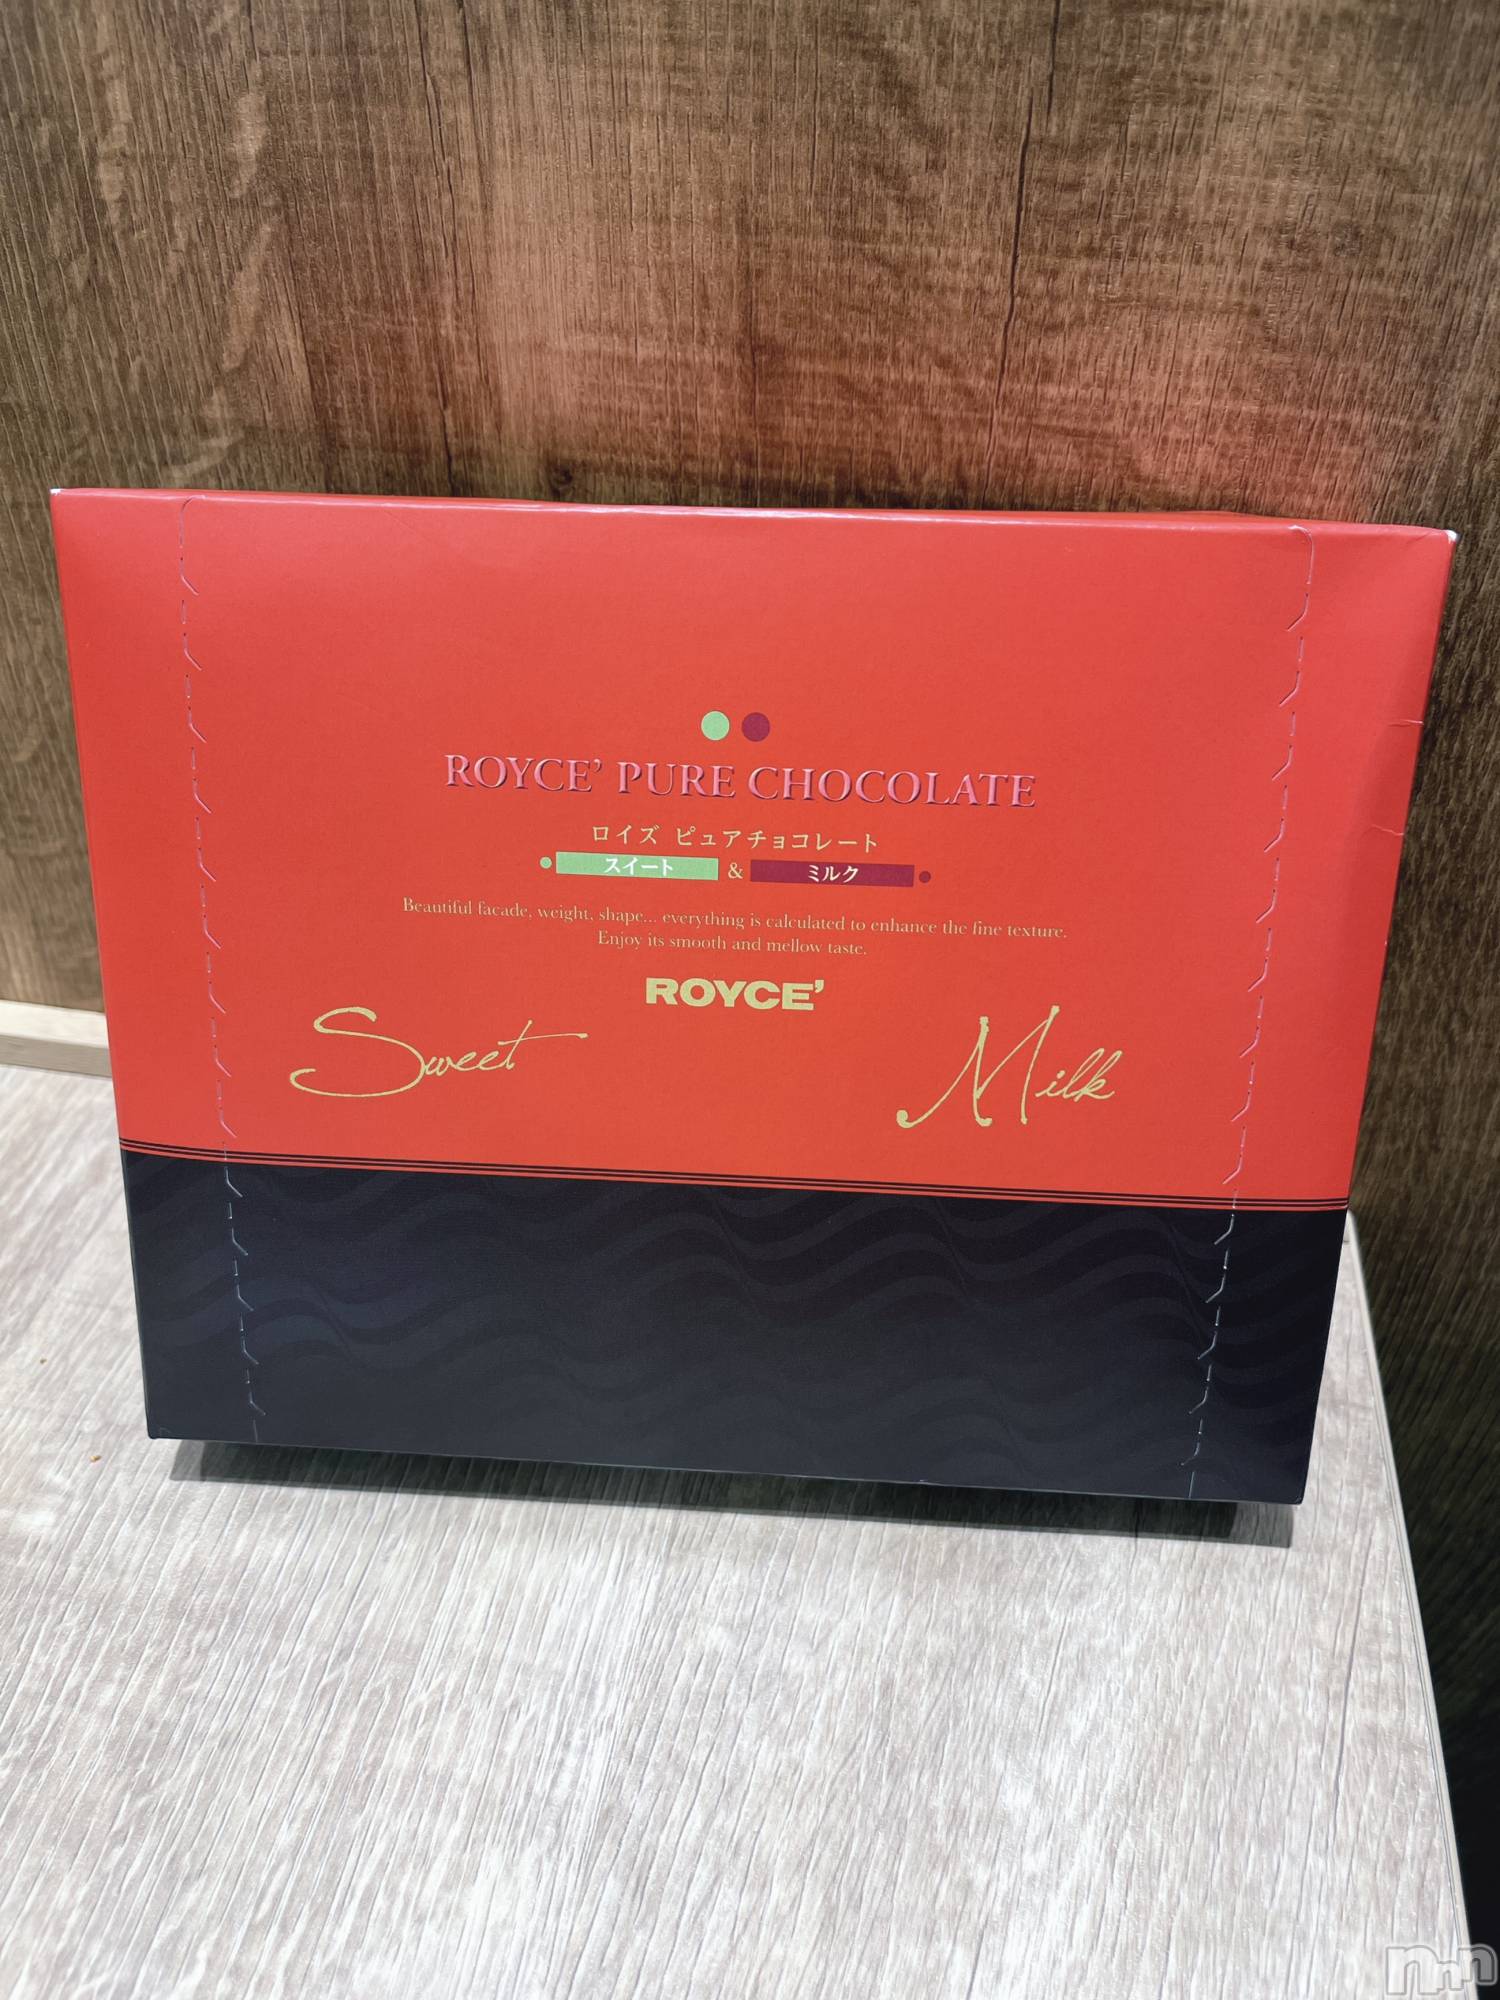 ROYCE' PURE CHOCOLATE
ロイズ ピュアチョコレート
スイート & ミルク
Beautiful facade, weight, shape... everything is calculated to enhance the fine texture.
Enjoy its smooth and mellow taste.
ROYCE'
Sweet
Milk
nnn